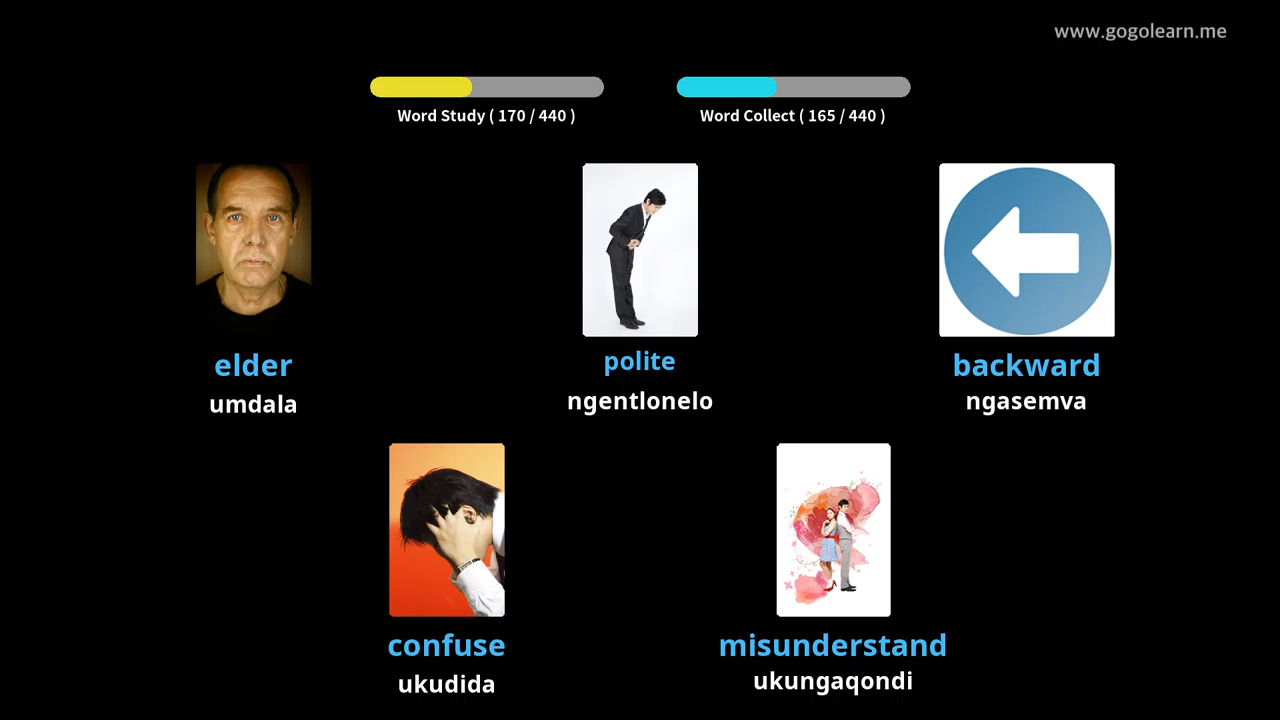 www.gogolearn.me
Word Study ( 170 / 440 )
Word Collect ( 165 / 440 )
elder
umdala
polite
ngentlonelo
backward
ngasemva
confuse
ukudida
misunderstand
ukungaqondi